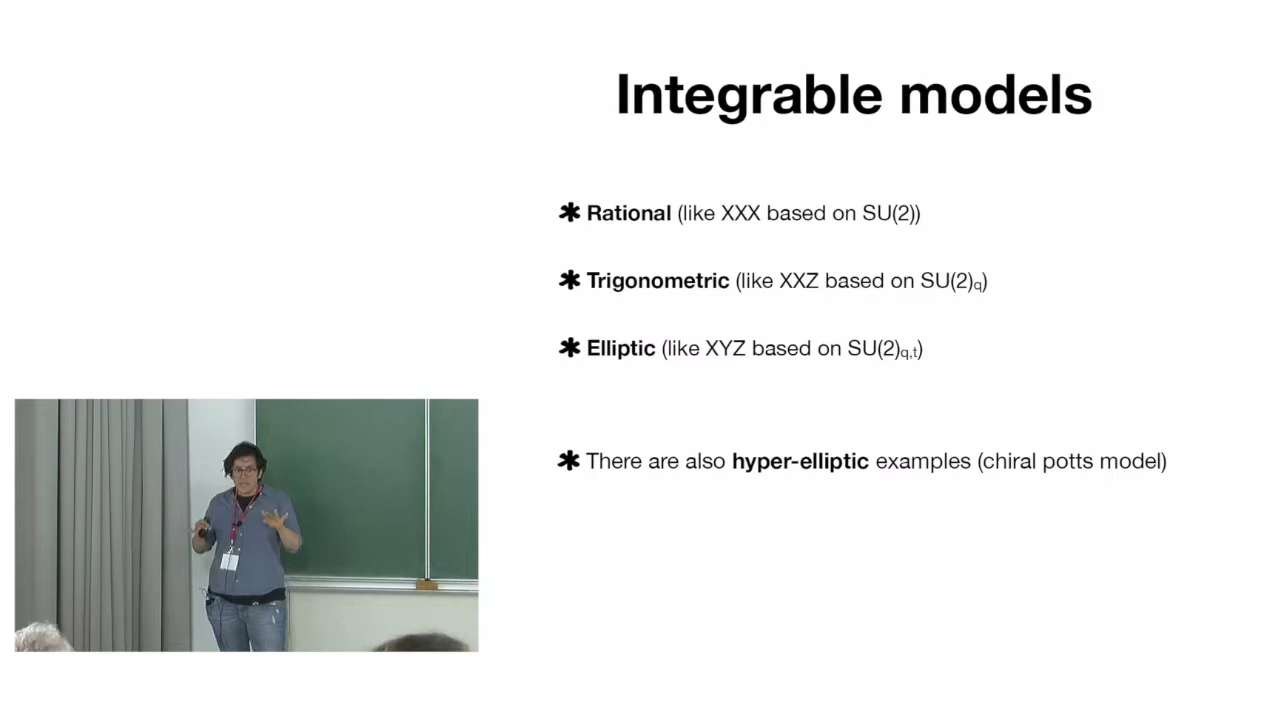 Integrable models
✱ Rational (like XXX based on SU(2))
✱ Trigonometric (like XXZ based on SU(2)q)
✱ Elliptic (like XYZ based on SU(2)q,t)
✱ There are also hyper-elliptic examples (chiral potts model)